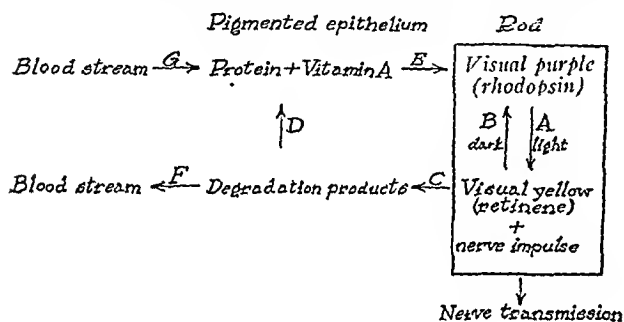 Pigmented epithelium Rod
Blood stream G Protein + Vitamin A E Visual purple
(rhodopsin)
D B A
dark light
Blood stream F Degradation products C Visual yellow
(retinene)
+
nerve impulse
Nerve transmission